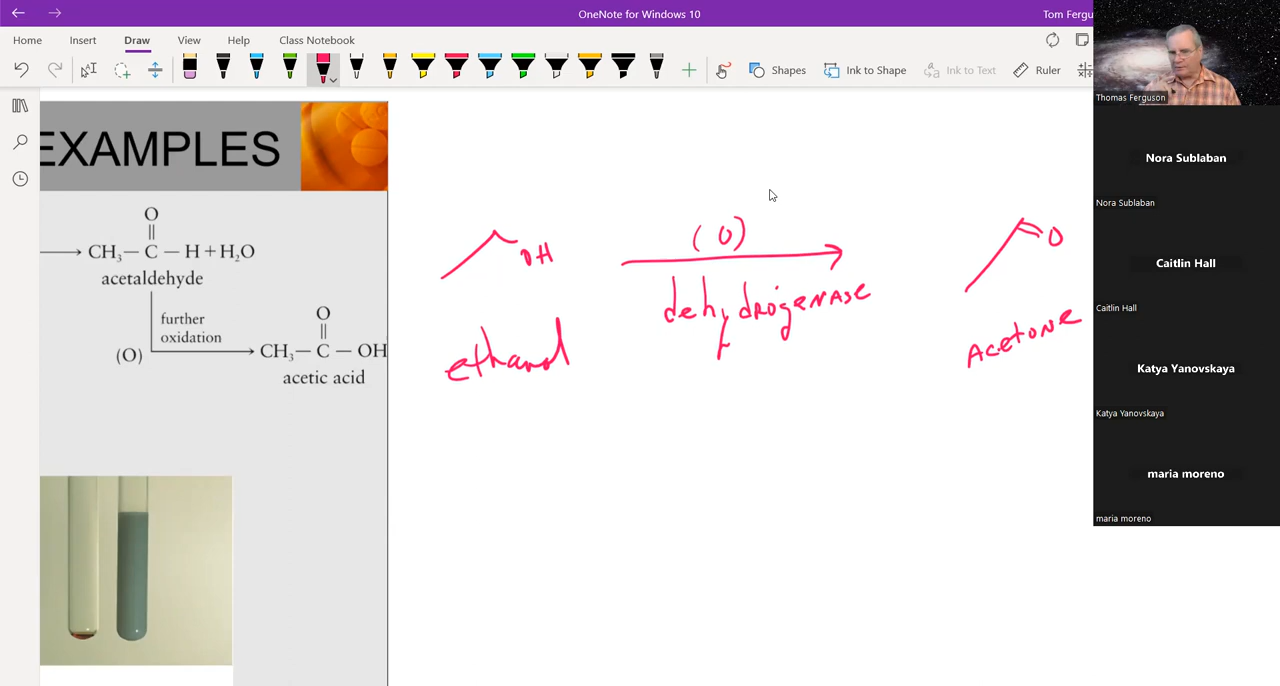 OneNote for Windows 10
Tom Fergu
Home
Insert
Draw
View
Help
Class Notebook
Shapes
Ink to Shape
Ink to Text
Ruler
EXAMPLES
O
||
CH₃— C — H + H₂O
acetaldehyde
further
oxidation
(O)
O
||
CH₃— C — OH
acetic acid
OH
(O)
dehydrogenase
O
ethanol
Acetone
Thomas Ferguson
Nora Sublaban
Nora Sublaban
Caitlin Hall
Caitlin Hall
Katya Yanovskaya
Katya Yanovskaya
maria moreno
maria moreno